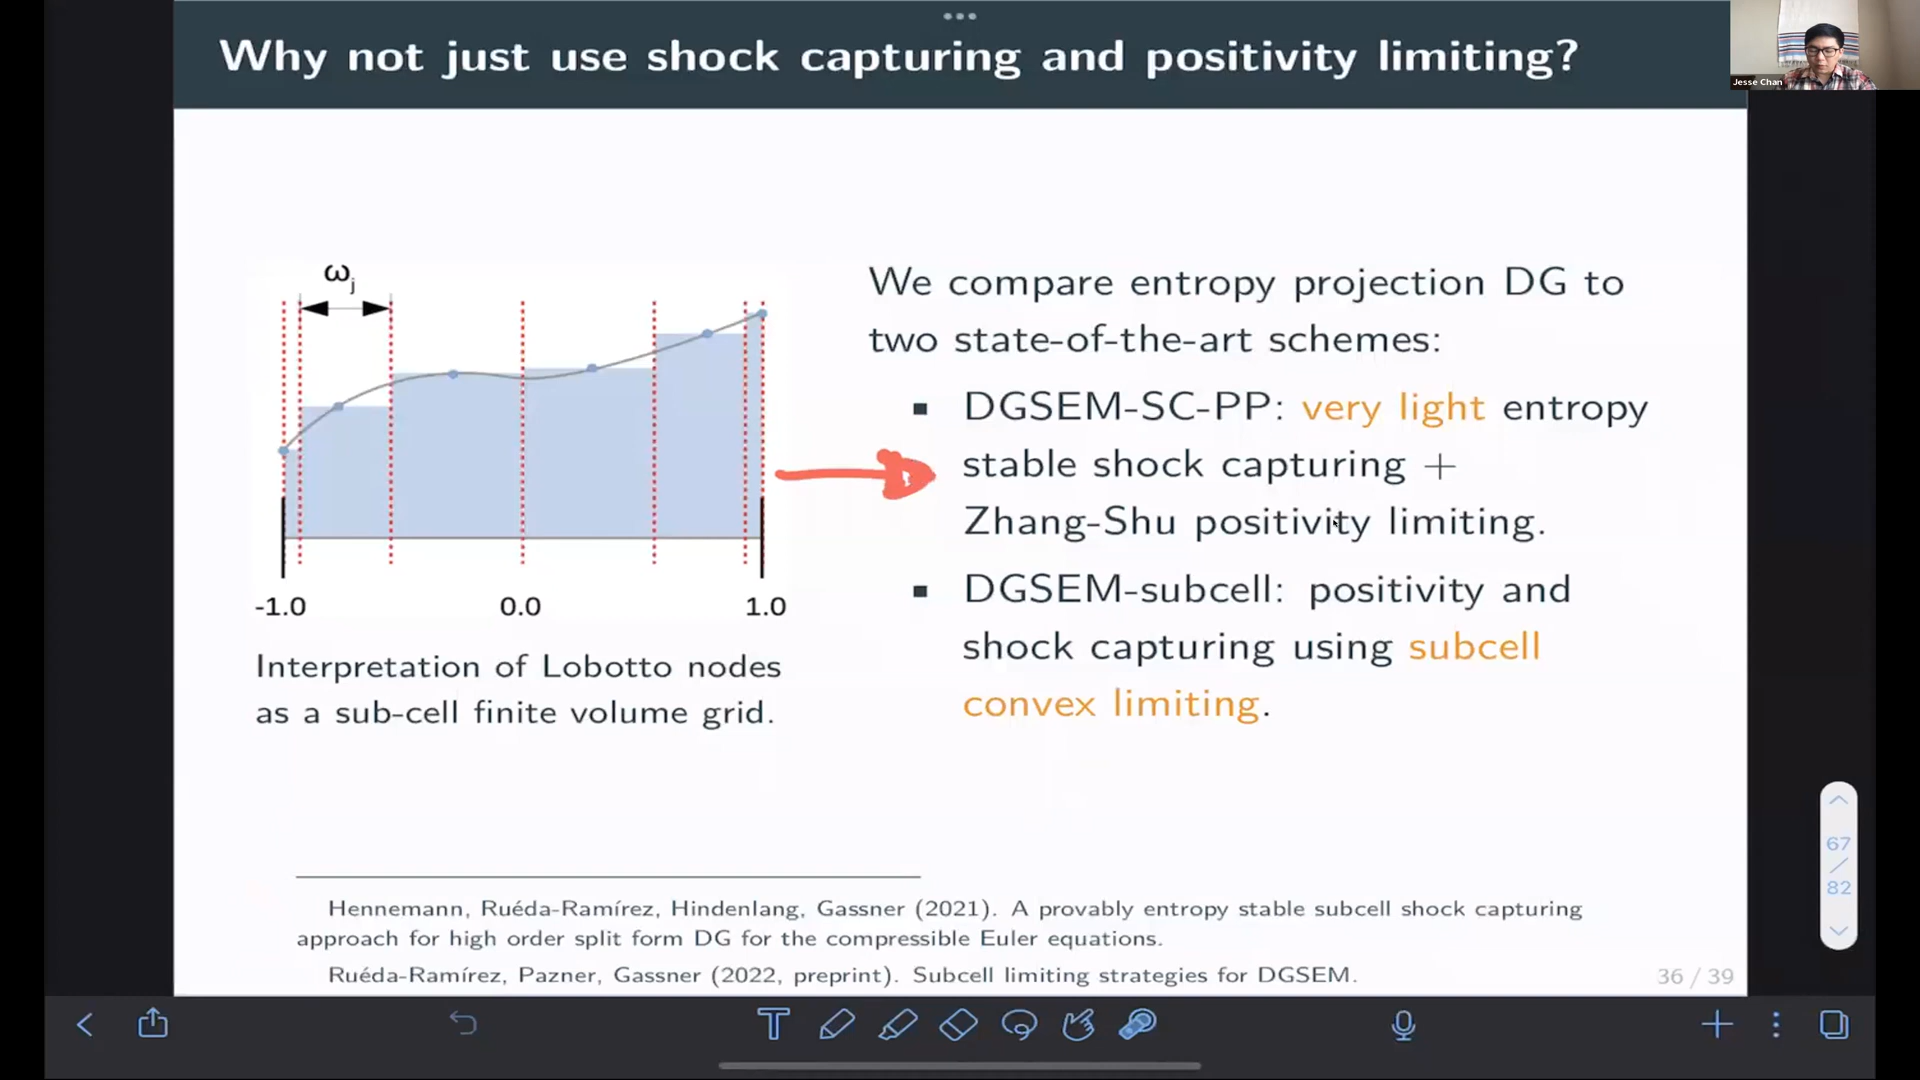 Why not just use shock capturing and positivity limiting?
Jesse Chan
ωj
-1.0 0.0 1.0
Interpretation of Lobotto nodes
as a sub-cell finite volume grid.
We compare entropy projection DG to
two state-of-the-art schemes:
▪ DGSEM-SC-PP: very light entropy
stable shock capturing +
Zhang-Shu positivity limiting.
▪ DGSEM-subcell: positivity and
shock capturing using subcell
convex limiting.
Hennemann, Ruéda-Ramírez, Hindenlang, Gassner (2021). A provably entropy stable subcell shock capturing
approach for high order split form DG for the compressible Euler equations.
Ruéda-Ramírez, Pazner, Gassner (2022, preprint). Subcell limiting strategies for DGSEM.
36 / 39
67
/
82